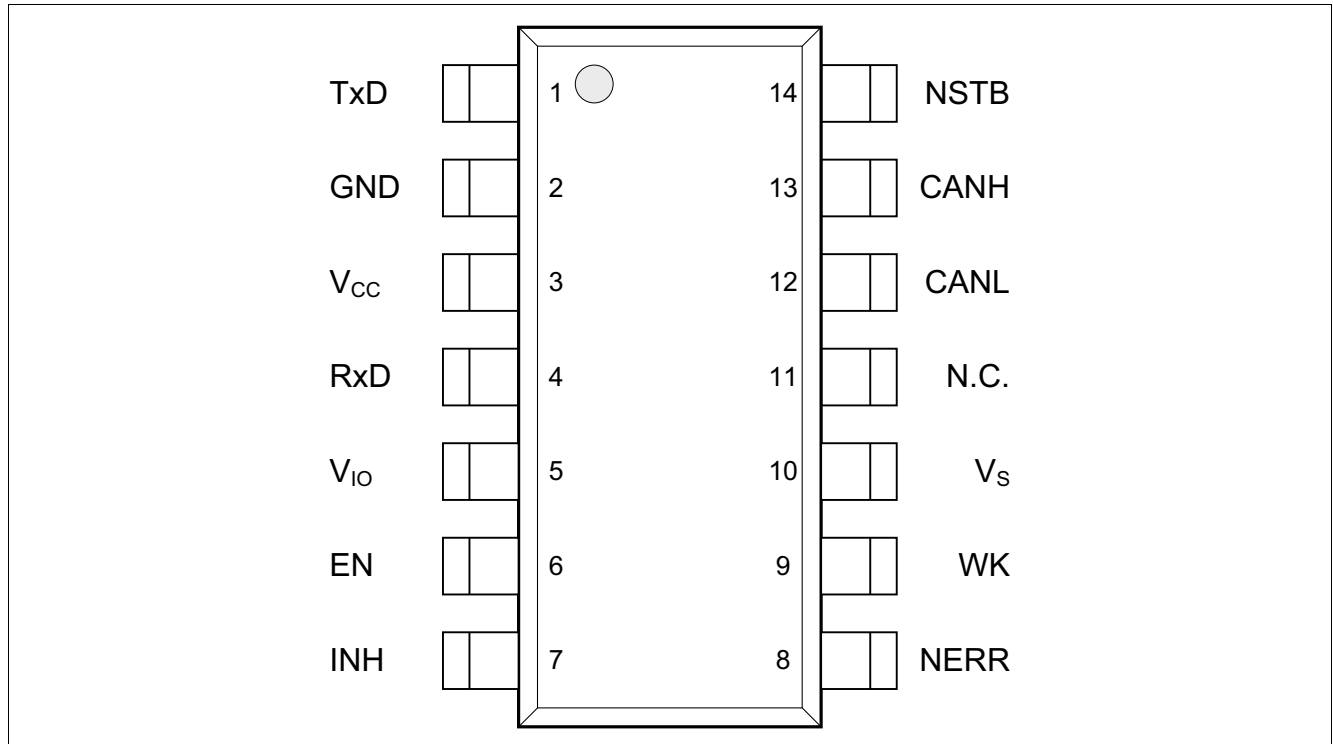 TxD 1 14 NSTB
GND 2 13 CANH
VCC 3 12 CANL
RxD 4 11 N.C.
VIO 5 10 VS
EN 6 9 WK
INH 7 8 NERR